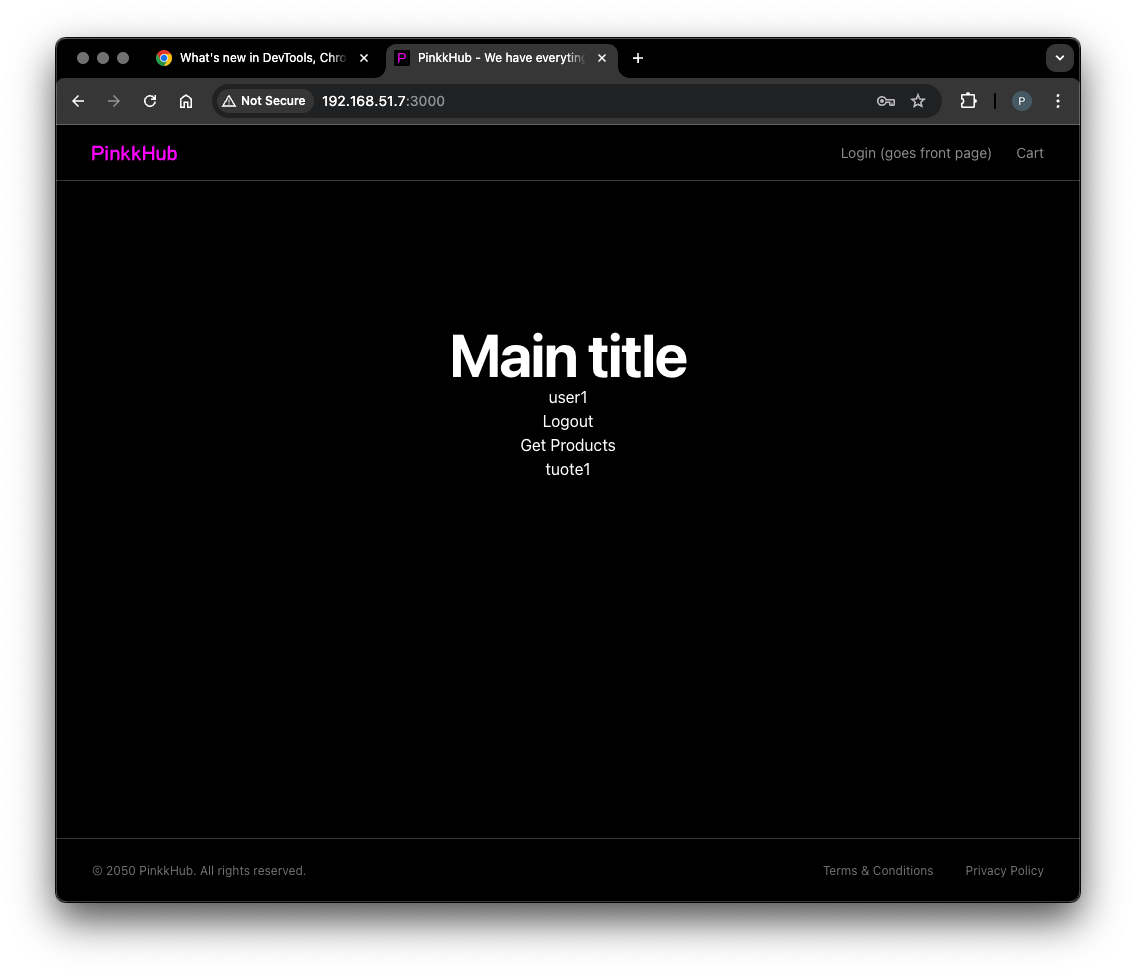 What's new in DevTools, Chro
PinkkHub - We have everyting
Not Secure 192.168.51.7:3000
P
PinkkHub
Login (goes front page) Cart
Main title
user1
Logout
Get Products
tuote1
© 2050 PinkkHub. All rights reserved.
Terms & Conditions Privacy Policy